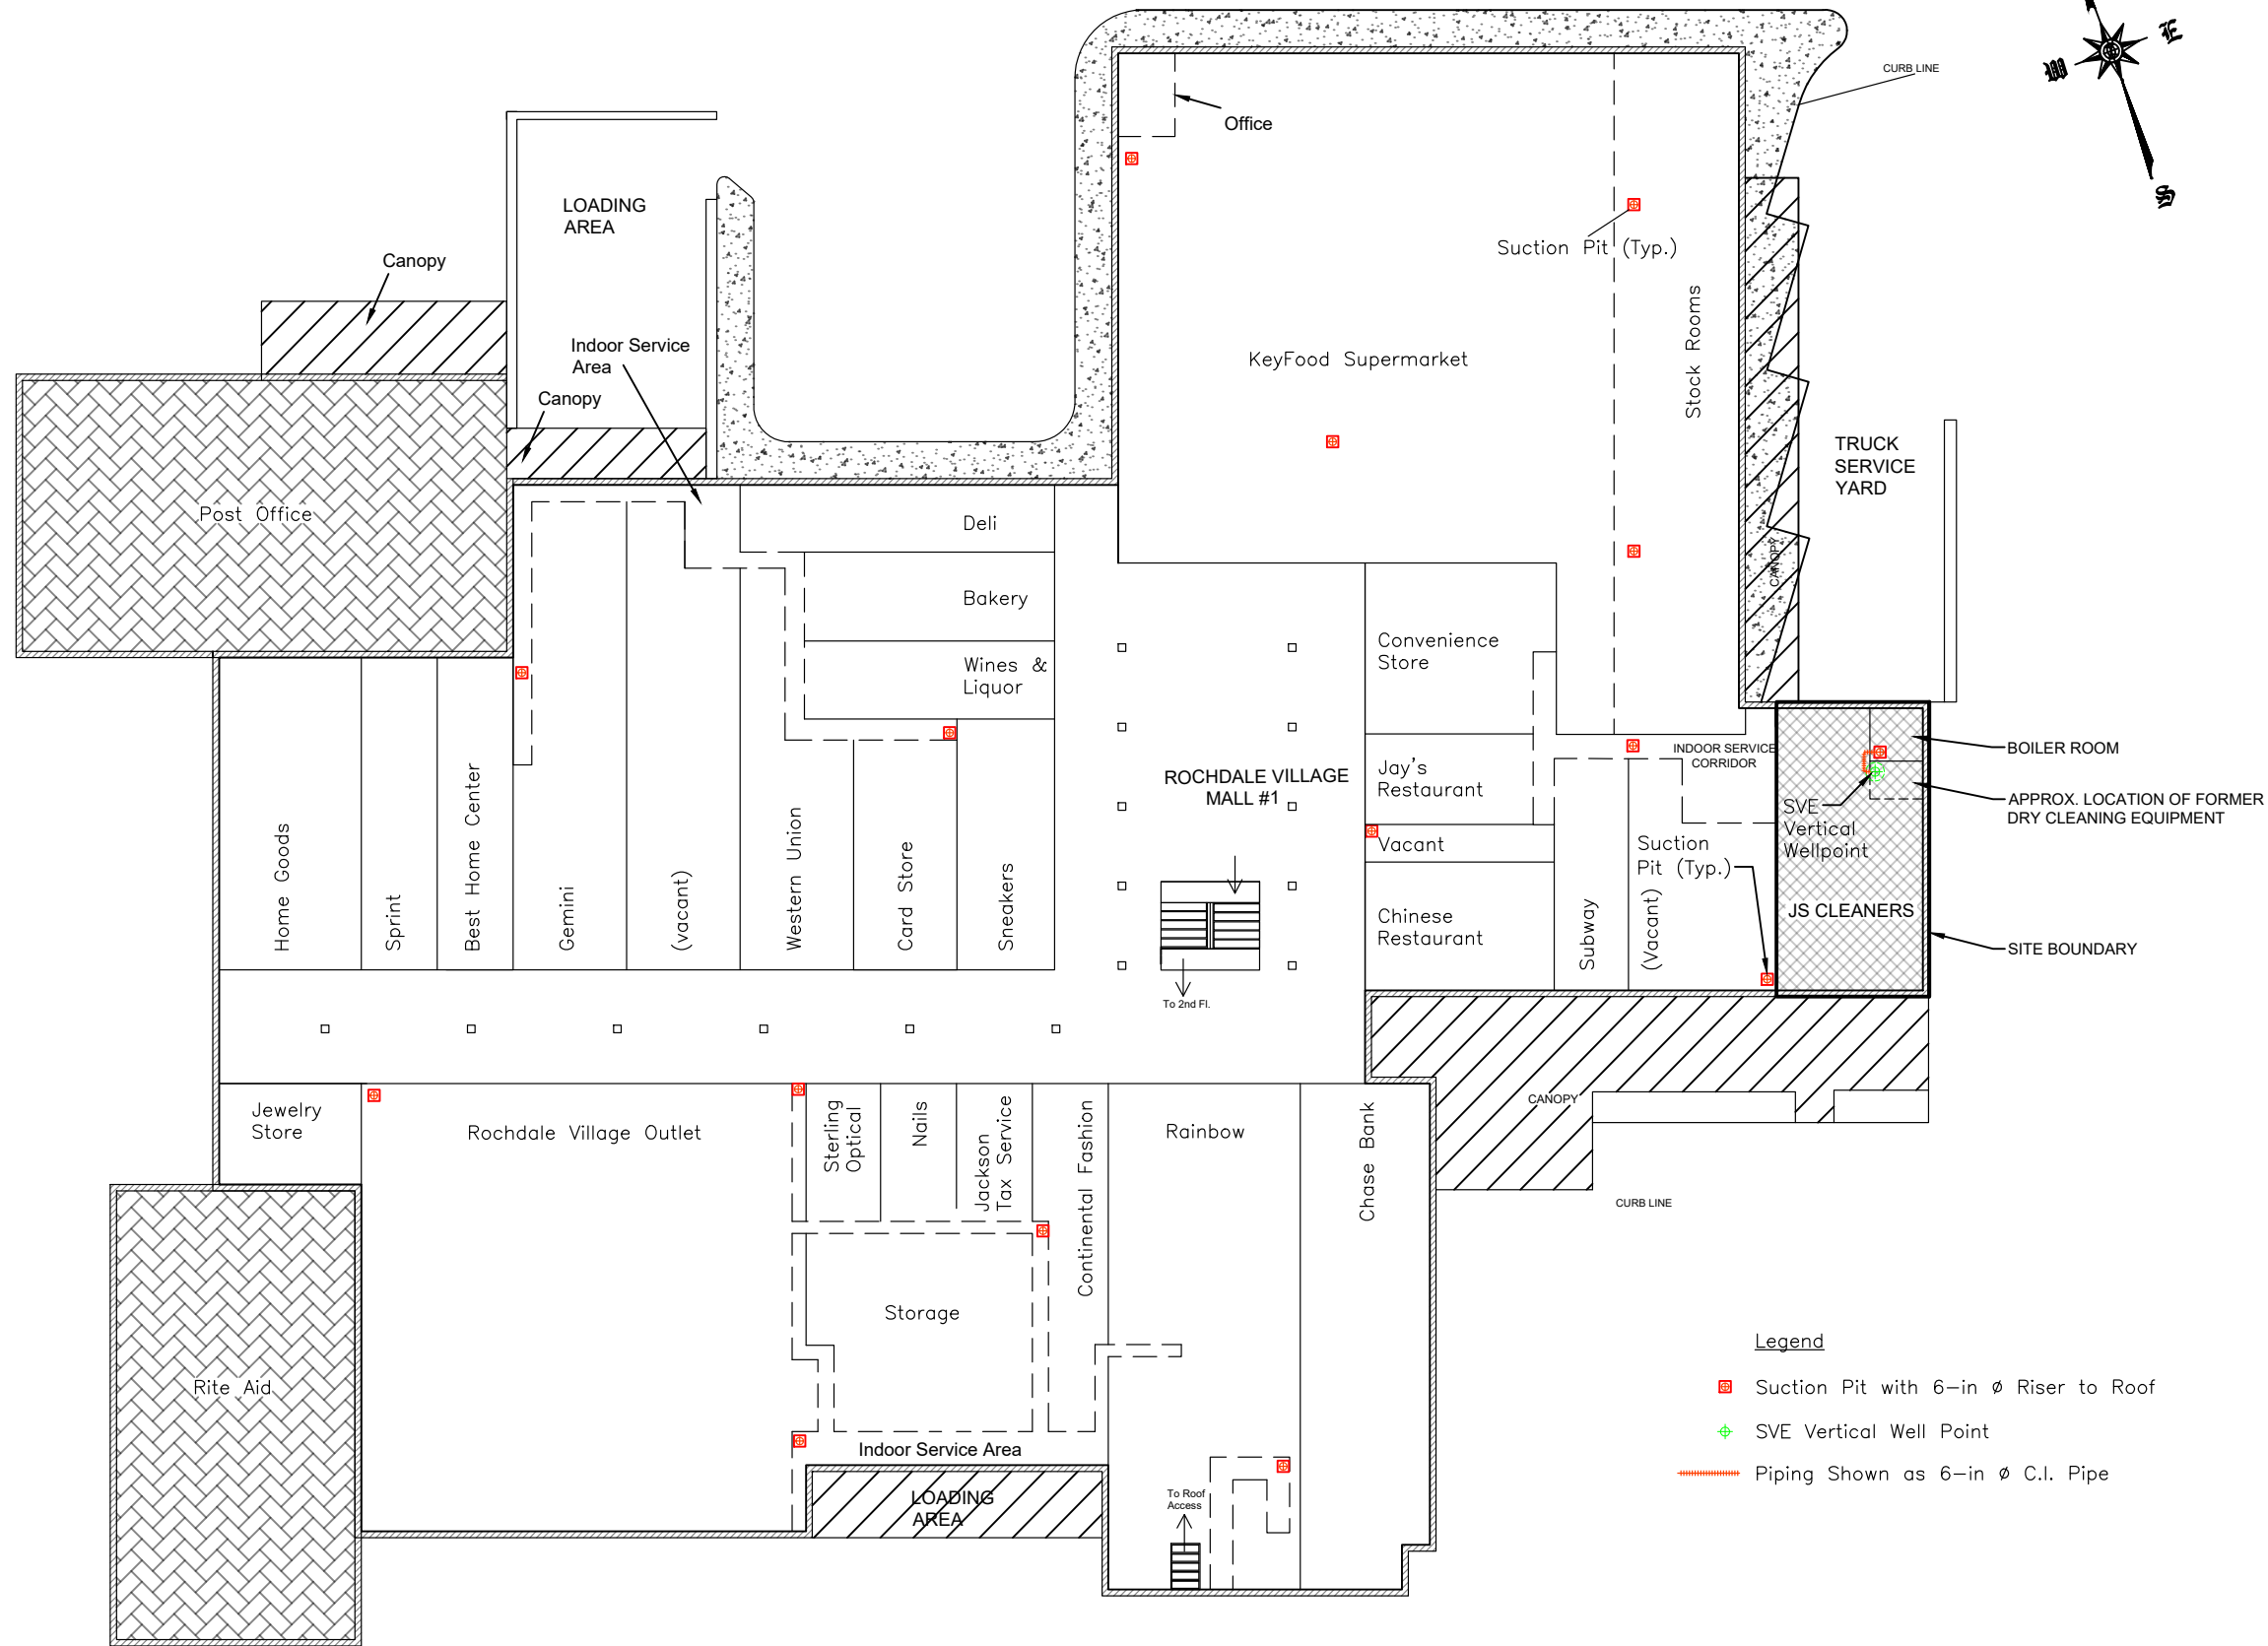 E
W
S
CURB LINE
Office
LOADING
AREA
Suction Pit (Typ.)
Canopy
Stock Rooms
Indoor Service
Area
KeyFood Supermarket
Canopy
TRUCK
SERVICE
YARD
Post Office
Deli
CANOPY
Bakery
Convenience
Store
Wines &
Liquor
INDOOR SERVICE
CORRIDOR
BOILER ROOM
Jay's
Restaurant
ROCHDALE VILLAGE
MALL #1
APPROX. LOCATION OF FORMER
DRY CLEANING EQUIPMENT
SVE
Vertical
Wellpoint
Vacant
Suction
Pit (Typ.)
Home Goods
Sprint
Best Home Center
Gemini
(vacant)
Western Union
Card Store
Sneakers
Chinese
Restaurant
Subway
(Vacant)
JS CLEANERS
SITE BOUNDARY
To 2nd Fl.
CANOPY
Jewelry
Store
Rochdale Village Outlet
Sterling
Optical
Nails
Jackson
Tax Service
Continental Fashion
Rainbow
Chase Bank
CURB LINE
Storage
Legend
Rite Aid
Suction Pit with 6-in ø Riser to Roof
SVE Vertical Well Point
Indoor Service Area
Piping Shown as 6-in ø C.I. Pipe
LOADING
AREA
To Roof
Access